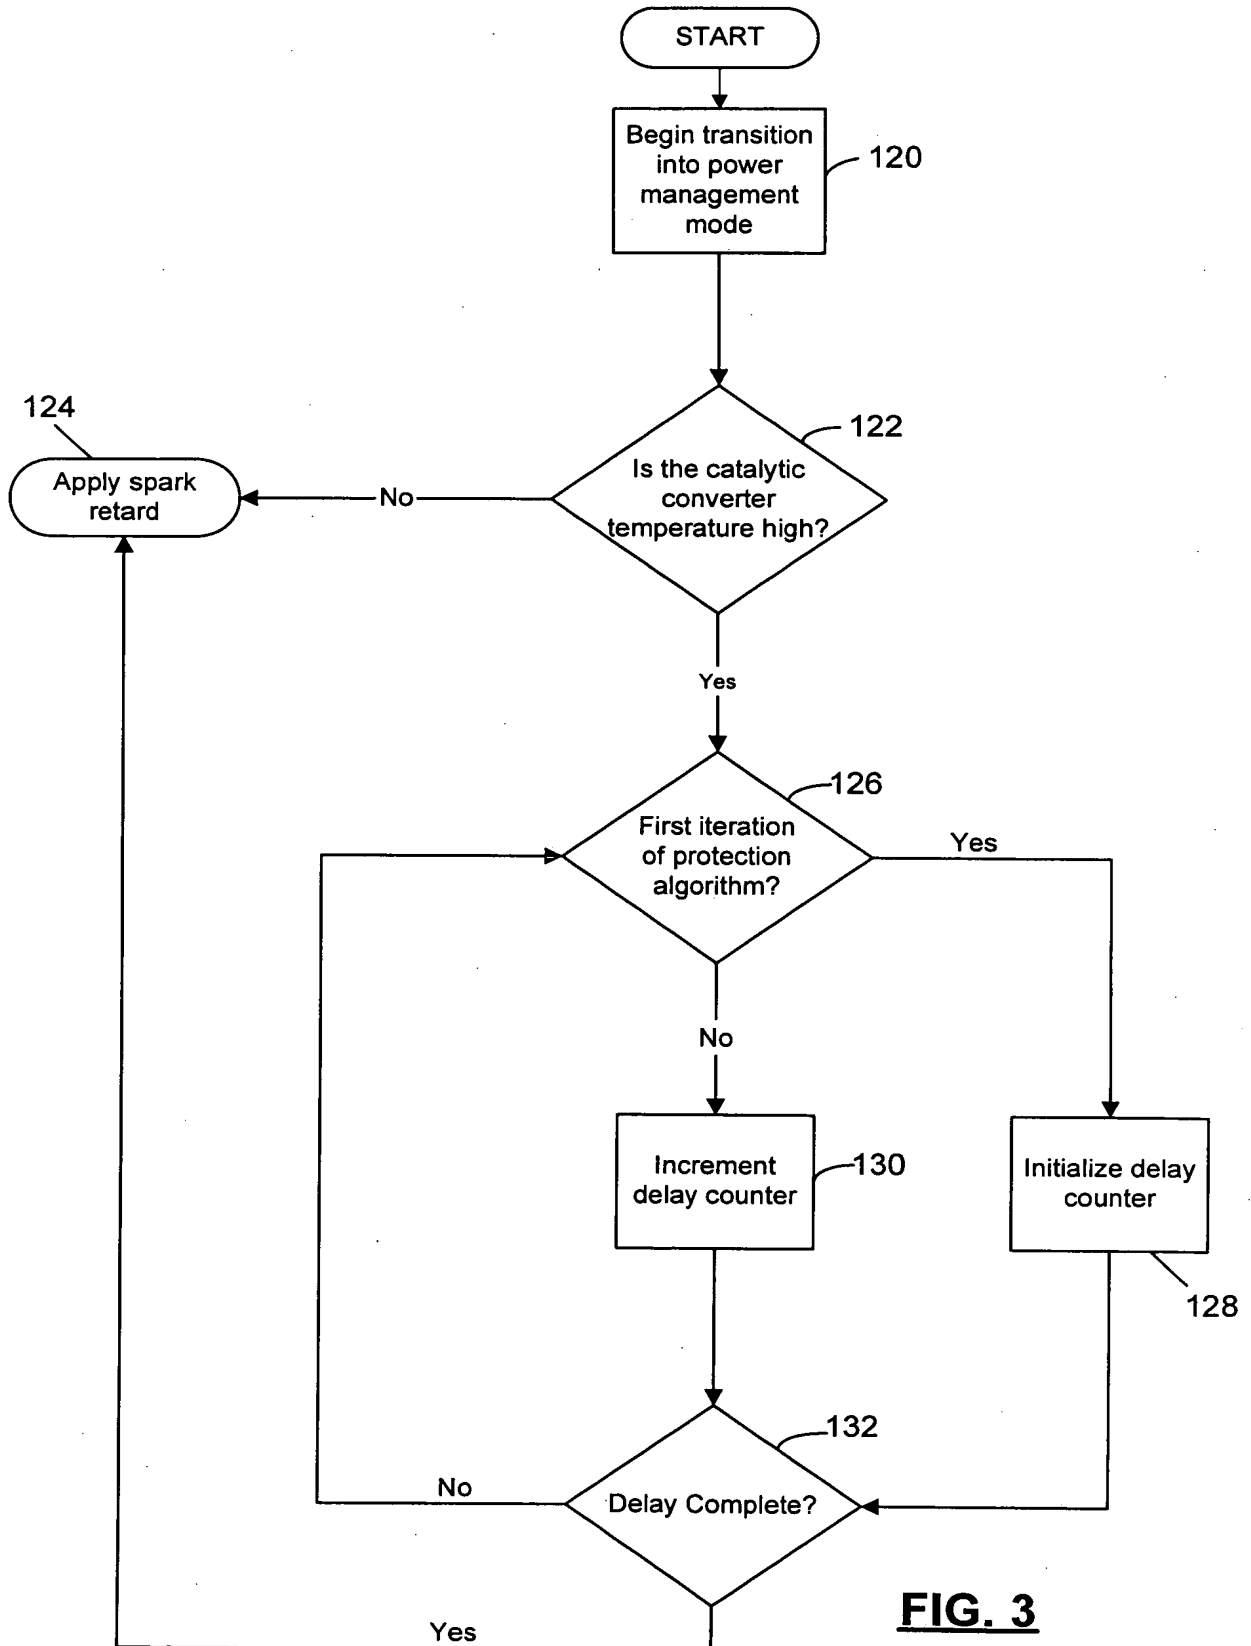 START
Begin transition
into power
management
mode
120
124
122
Apply spark
retard
No
Is the catalytic
converter
temperature high?
Yes
126
First iteration
of protection
algorithm?
Yes
No
Increment
delay counter
130
Initialize delay
counter
128
132
No
Delay Complete?
FIG. 3
Yes